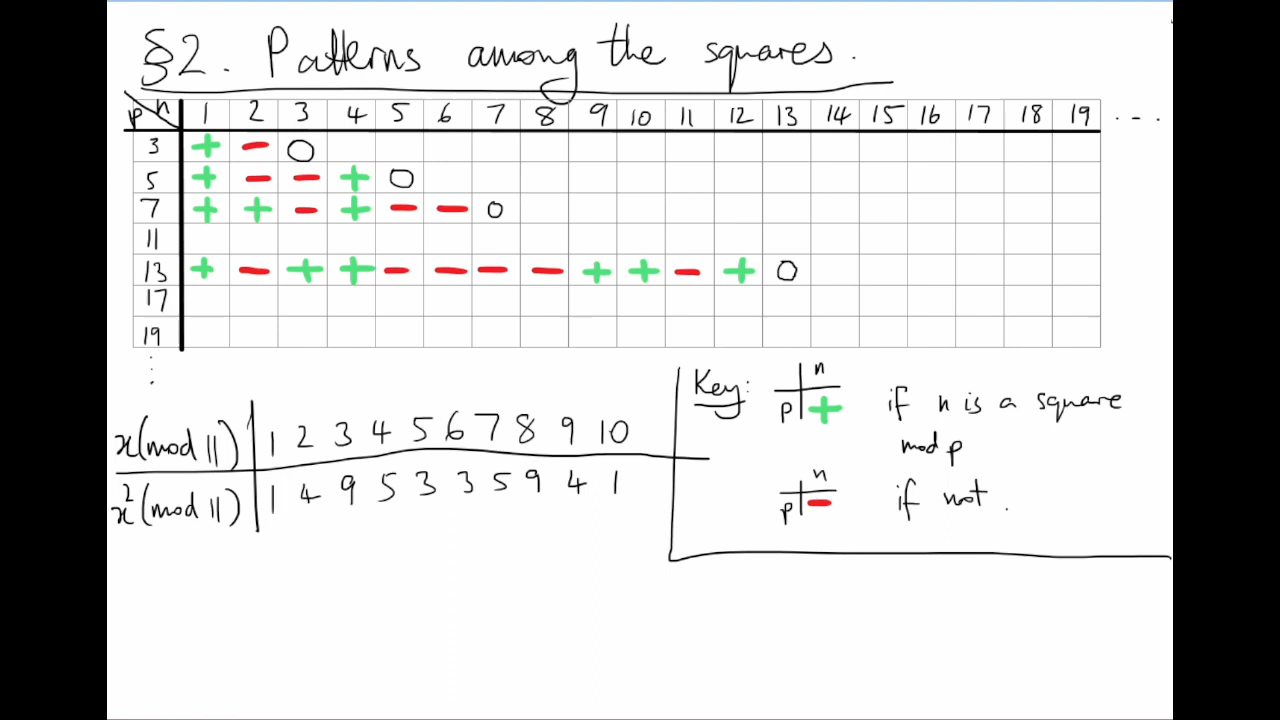 §2. Patterns among the squares.
p n 1 2 3 4 5 6 7 8 9 10 11 12 13 14 15 16 17 18 19 ...
3 + - 0
5 + - - + 0
7 + + - + - - 0
11
13 + - + + - - - - + + - + 0
17
19
⋮
Key: n
p + if n is a square
mod p
n
p - if not.
x (mod 11) 1 2 3 4 5 6 7 8 9 10
x² (mod 11) 1 4 9 5 3 3 5 9 4 1